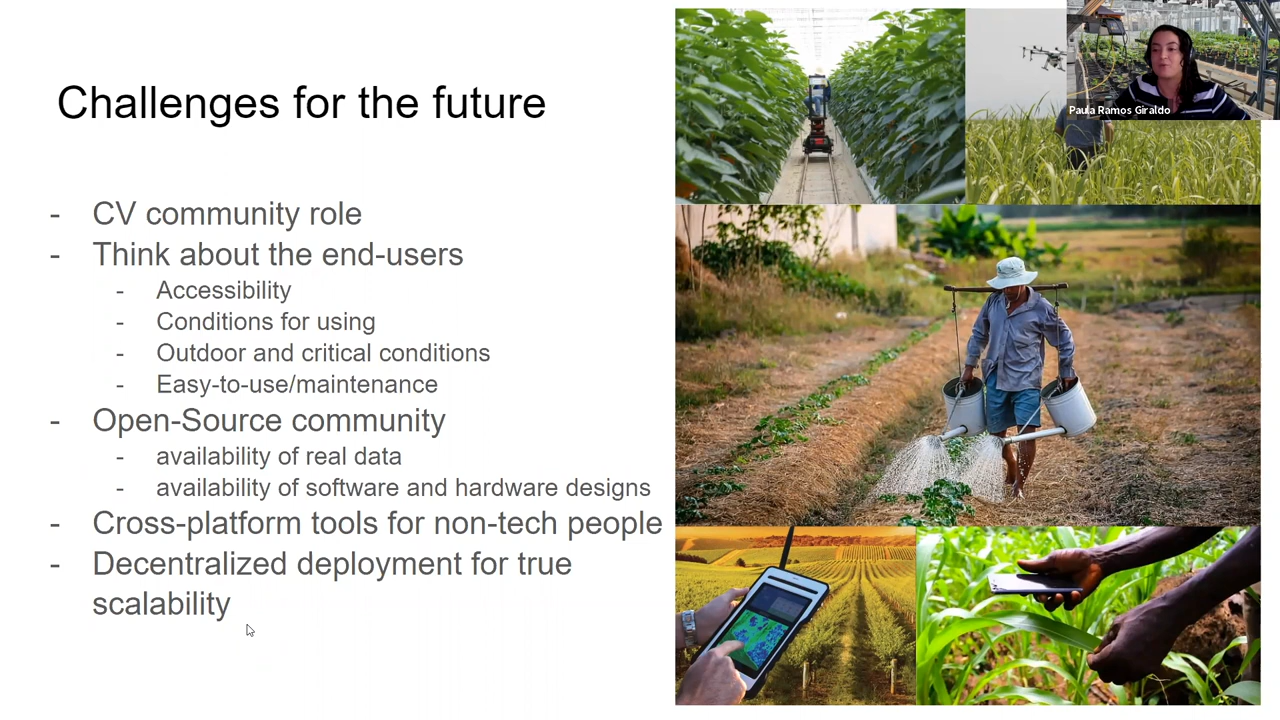 Challenges for the future
- CV community role
- Think about the end-users
- Accessibility
- Conditions for using
- Outdoor and critical conditions
- Easy-to-use/maintenance
- Open-Source community
- availability of real data
- availability of software and hardware designs
- Cross-platform tools for non-tech people
- Decentralized deployment for true
scalability
Paula Ramos Giraldo